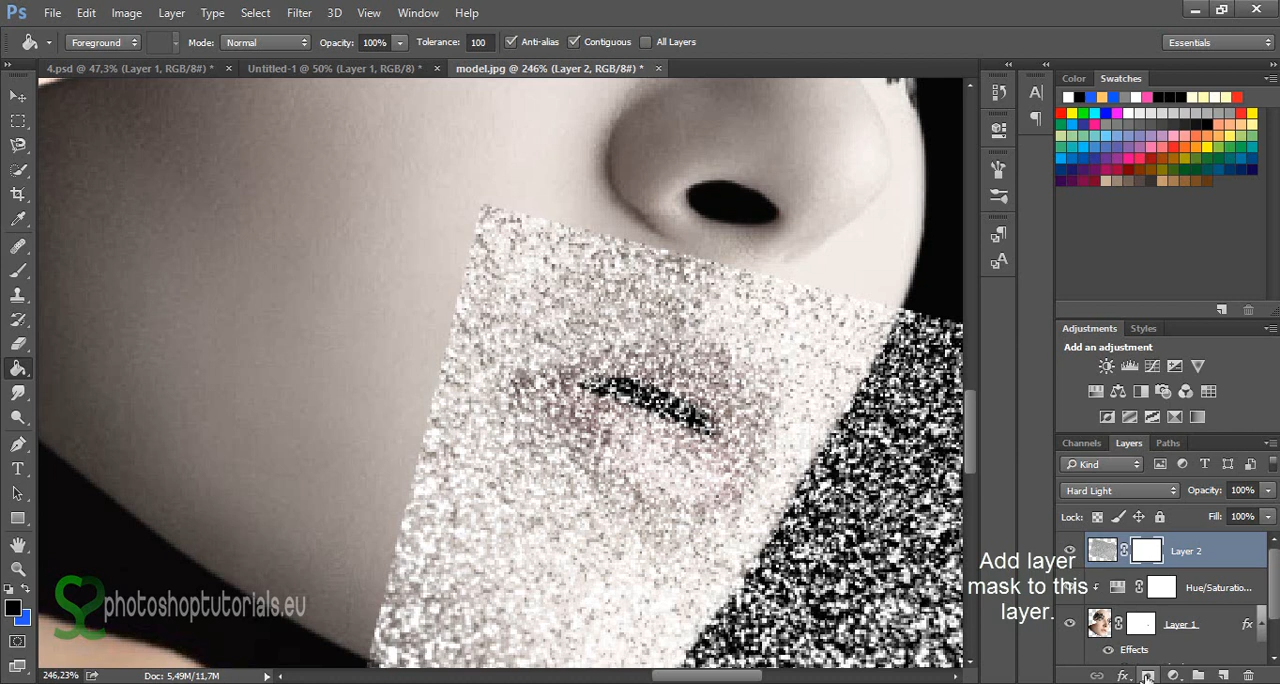 Ps File Edit Image Layer Type Select Filter 3D View Window Help
Foreground Mode: Normal Opacity: 100% Tolerance: 100 Anti-alias Contiguous All Layers Essentials
4.psd @ 47,3% (Layer 1, RGB/8#) * × Untitled-1 @ 50% (Layer 1, RGB/8) * × model.jpg @ 246% (Layer 2, RGB/8#) * ×
Color Swatches
Adjustments Styles
Add an adjustment
Channels Layers Paths
Kind
Hard Light Opacity: 100%
Lock: Fill: 100%
Layer 2
Add layer
mask to this
layer.
Hue/Saturatio...
Layer 1 fx
Effects
photoshoptutorials.eu
246,23% Doc: 5,49M/11,7M
fx